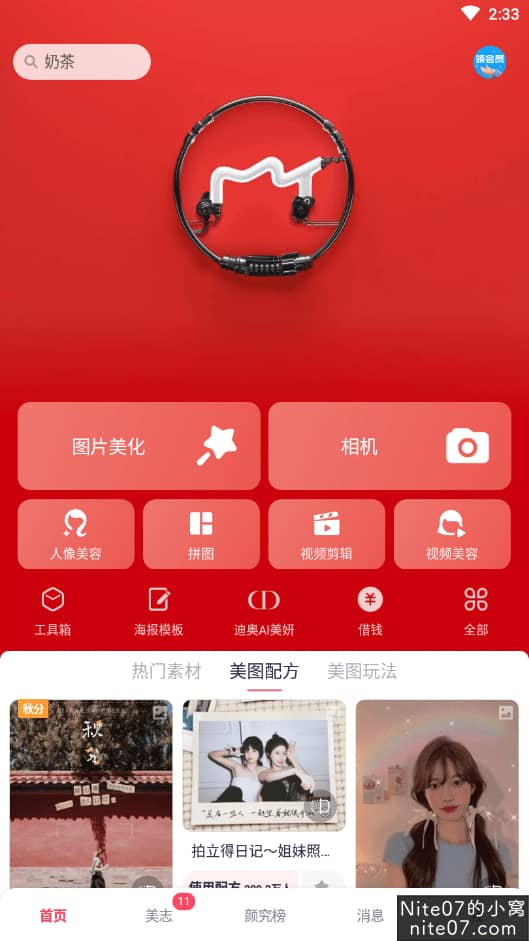 2:33
奶茶
领会员
图片美化
相机
人像美容
拼图
视频剪辑
视频美容
工具箱
海报模板
迪奥AI美妍
借钱
全部
热门素材
美图配方
美图玩法
秋分
秋
拍立得日记～姐妹照...
使用配方
首页
美志
11
颜究榜
消息
Nite07的小窝
nite07.com